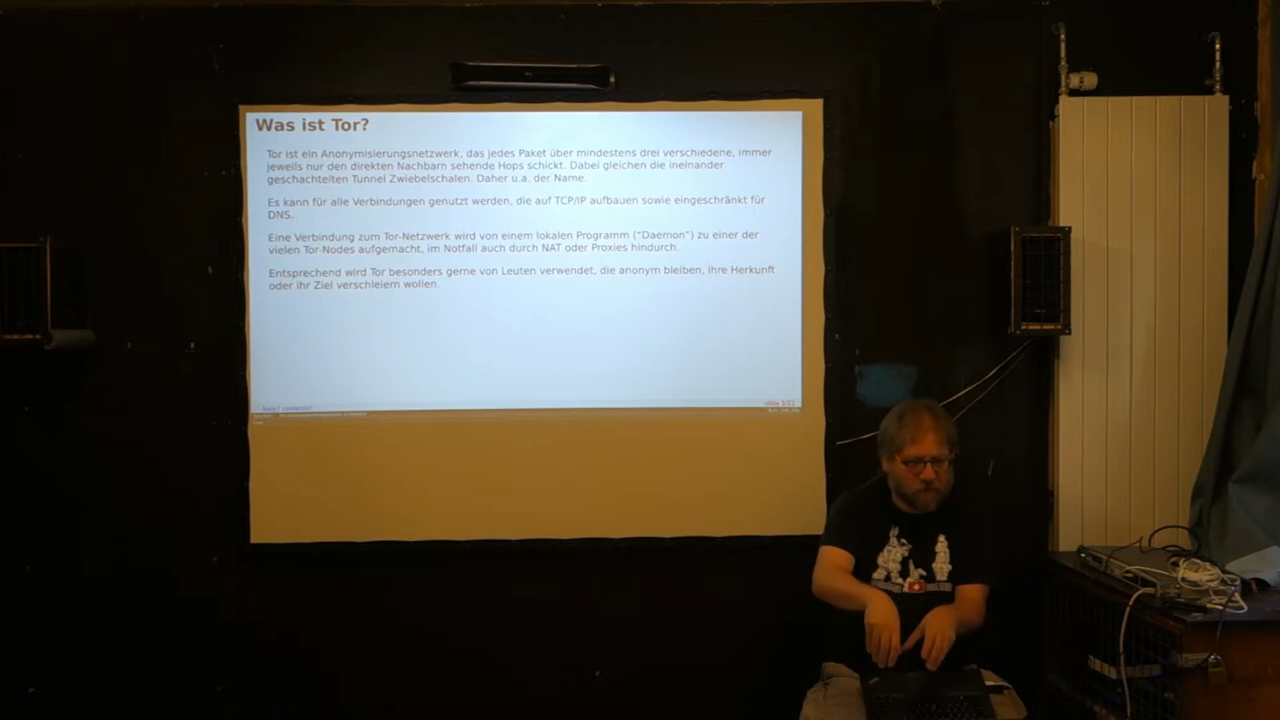 Was ist Tor?
Tor ist ein Anonymisierungsnetzwerk, das jedes Paket über mindestens drei verschiedene, immer
jeweils nur den direkten Nachbarn sehende Hops schickt. Dabei gleichen die ineinander
geschachtelten Tunnel Zwiebelschalen. Daher u.a. der Name.
Es kann für alle Verbindungen genutzt werden, die auf TCP/IP aufbauen sowie eingeschränkt für
DNS.
Eine Verbindung zum Tor-Netzwerk wird von einem lokalen Programm ("Daemon") zu einer der
vielen Tor-Nodes aufgemacht, im Notfall auch durch NAT oder Proxies hindurch.
Entsprechend wird Tor besonders gerne von Leuten verwendet, die anonym bleiben, ihre Herkunft
oder ihr Ziel verschleiern wollen.
help? contents?